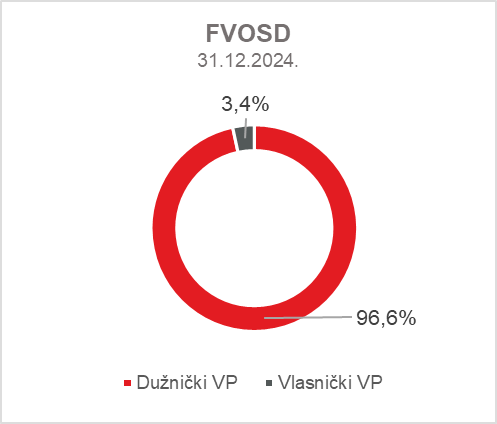 FVOSD
31.12.2024.
3,4%
96,6%
Dužnički VP
Vlasnički VP